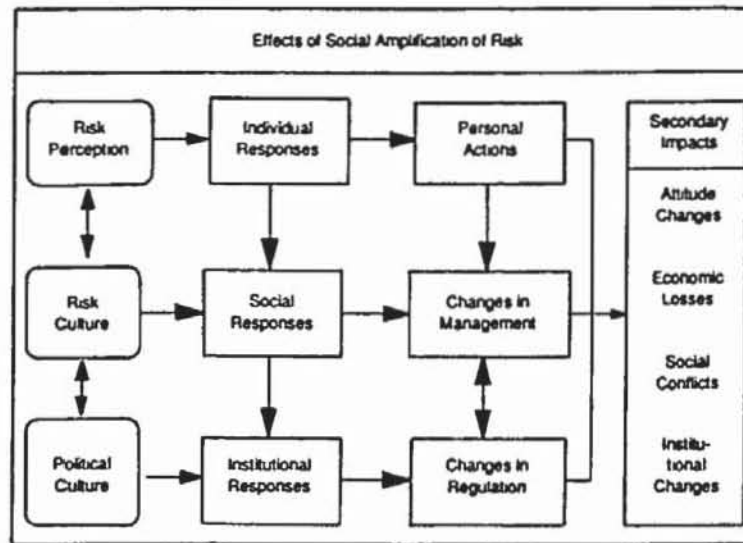 Effects of Social Amplification of Risk
Risk
Perception
Individual
Responses
Personal
Actions
Secondary
Impacts
Attitude
Changes
Risk
Culture
Social
Responses
Changes in
Management
Economic
Losses
Social
Conflicts
Political
Culture
Institutional
Responses
Changes in
Regulation
Institu-
tional
Changes